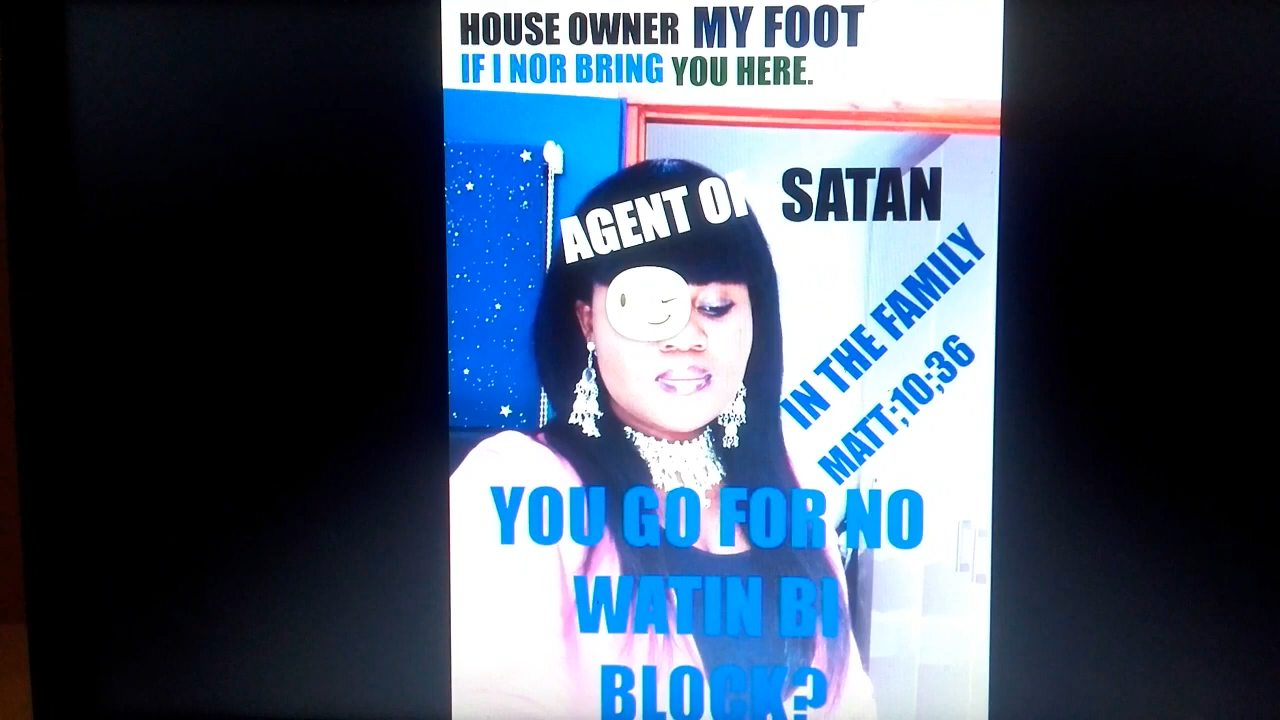 HOUSE OWNER MY FOOT
IF I NOR BRING YOU HERE.
AGENT OF SATAN
IN THE FAMILY
MATT;10;36
YOU GO FOR NO
WATIN BI
BLOCK?